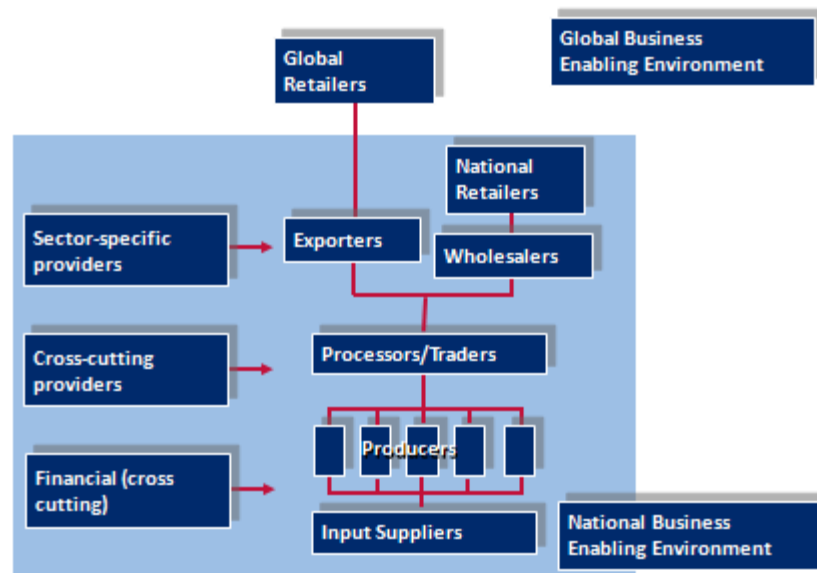 Global
Retailers
Global Business
Enabling Environment
National
Retailers
Sector-specific
providers
Exporters
Wholesalers
Cross-cutting
providers
Processors/Traders
Producers
Financial (cross
cutting)
Input Suppliers
National Business
Enabling Environment